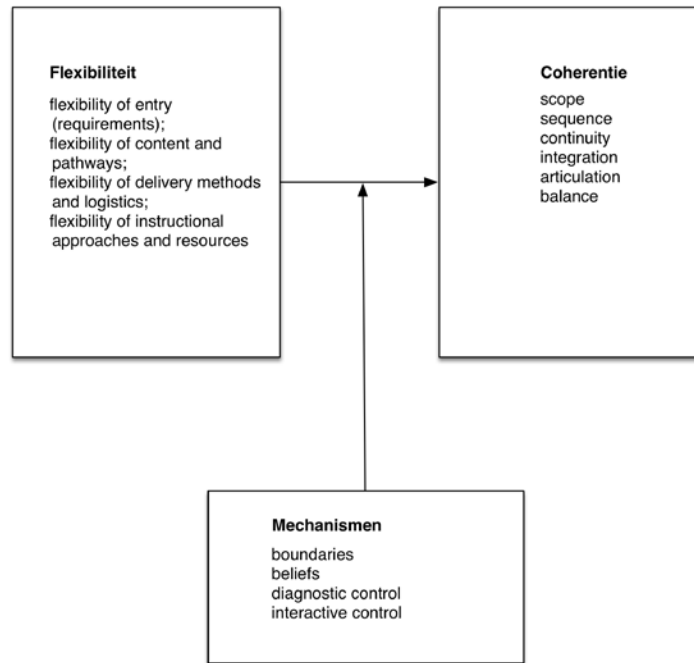 Flexibiliteit
flexibility of entry
(requirements);
flexibility of content and
pathways;
flexibility of delivery methods
and logistics;
flexibility of instructional
approaches and resources
Coherentie
scope
sequence
continuity
integration
articulation
balance
Mechanismen
boundaries
beliefs
diagnostic control
interactive control